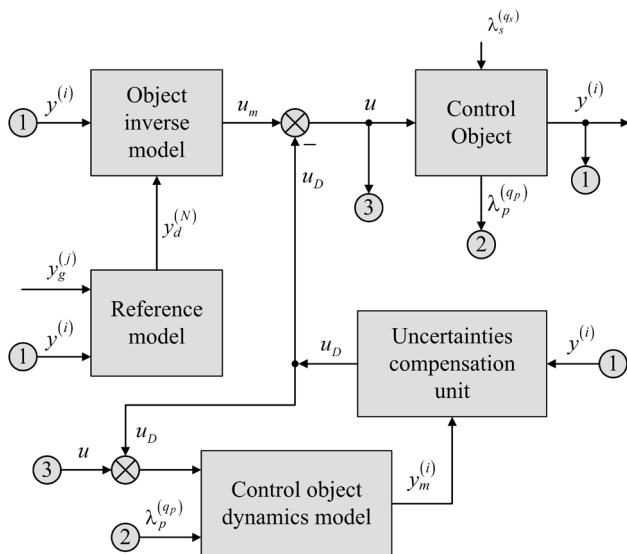 λ_s^(q_s)
1 y^(i) Object inverse model u_m − u Control Object y^(i)
u_D
3
λ_p^(q_p)
1
2
y_d^(N)
y_g^(j)
Reference model
1 y^(i)
u_D
Uncertainties compensation unit
y^(i) 1
u_D
3 u
Control object dynamics model
y_m^(i)
2 λ_p^(q_p)